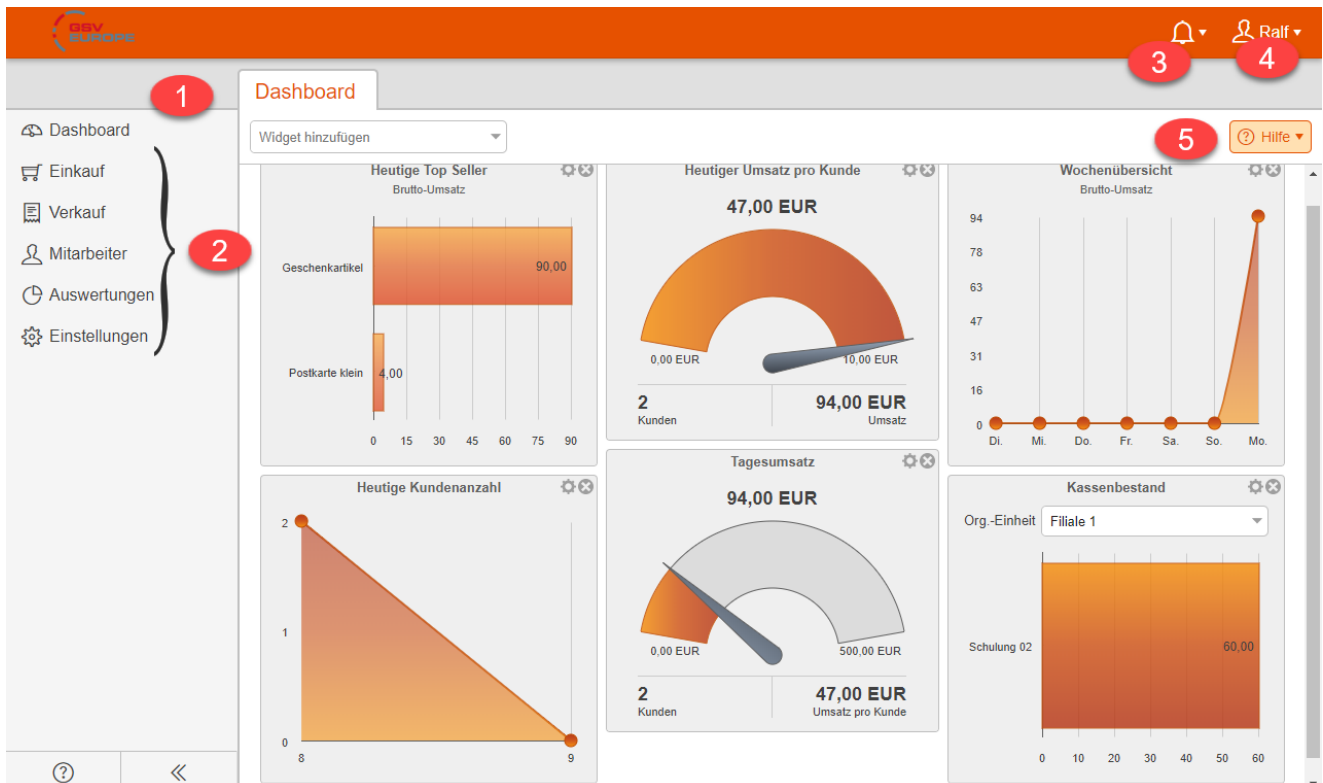 GSV
EUROPE
3
Ralf
4
1
Dashboard
Dashboard
Einkauf
Verkauf
Mitarbeiter
Auswertungen
Einstellungen
2
Widget hinzufügen
5
Hilfe
Heutige Top Seller
Brutto-Umsatz
Geschenkartikel
90,00
Postkarte klein
4,00
0 15 30 45 60 75 90
Heutiger Umsatz pro Kunde
47,00 EUR
0,00 EUR
10,00 EUR
2
Kunden
94,00 EUR
Umsatz
Wochenübersicht
Brutto-Umsatz
94
78
63
47
31
16
0
Di. Mi. Do. Fr. Sa. So. Mo.
Heutige Kundenanzahl
2
1
0
8 9
Tagesumsatz
94,00 EUR
0,00 EUR
500,00 EUR
2
Kunden
47,00 EUR
Umsatz pro Kunde
Kassenbestand
Org.-Einheit Filiale 1
Schulung 02
60,00
0 10 20 30 40 50 60